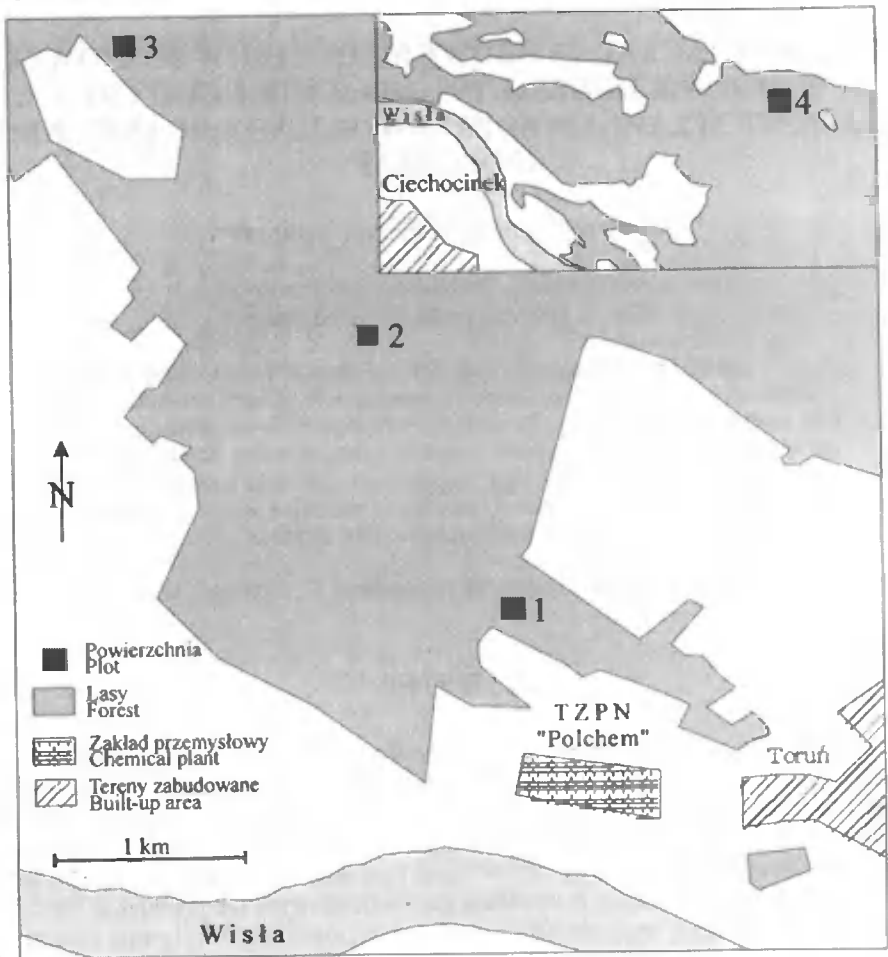 3
4
Wisła
Ciechocinek
2
N
1
Powierzchnia
Plot
Lasy
Forest
Zakład przemysłowy
Chemical plant
Tereny zabudowane
Built-up area
TZPN
"Polchem"
Toruń
1 km
Wisła